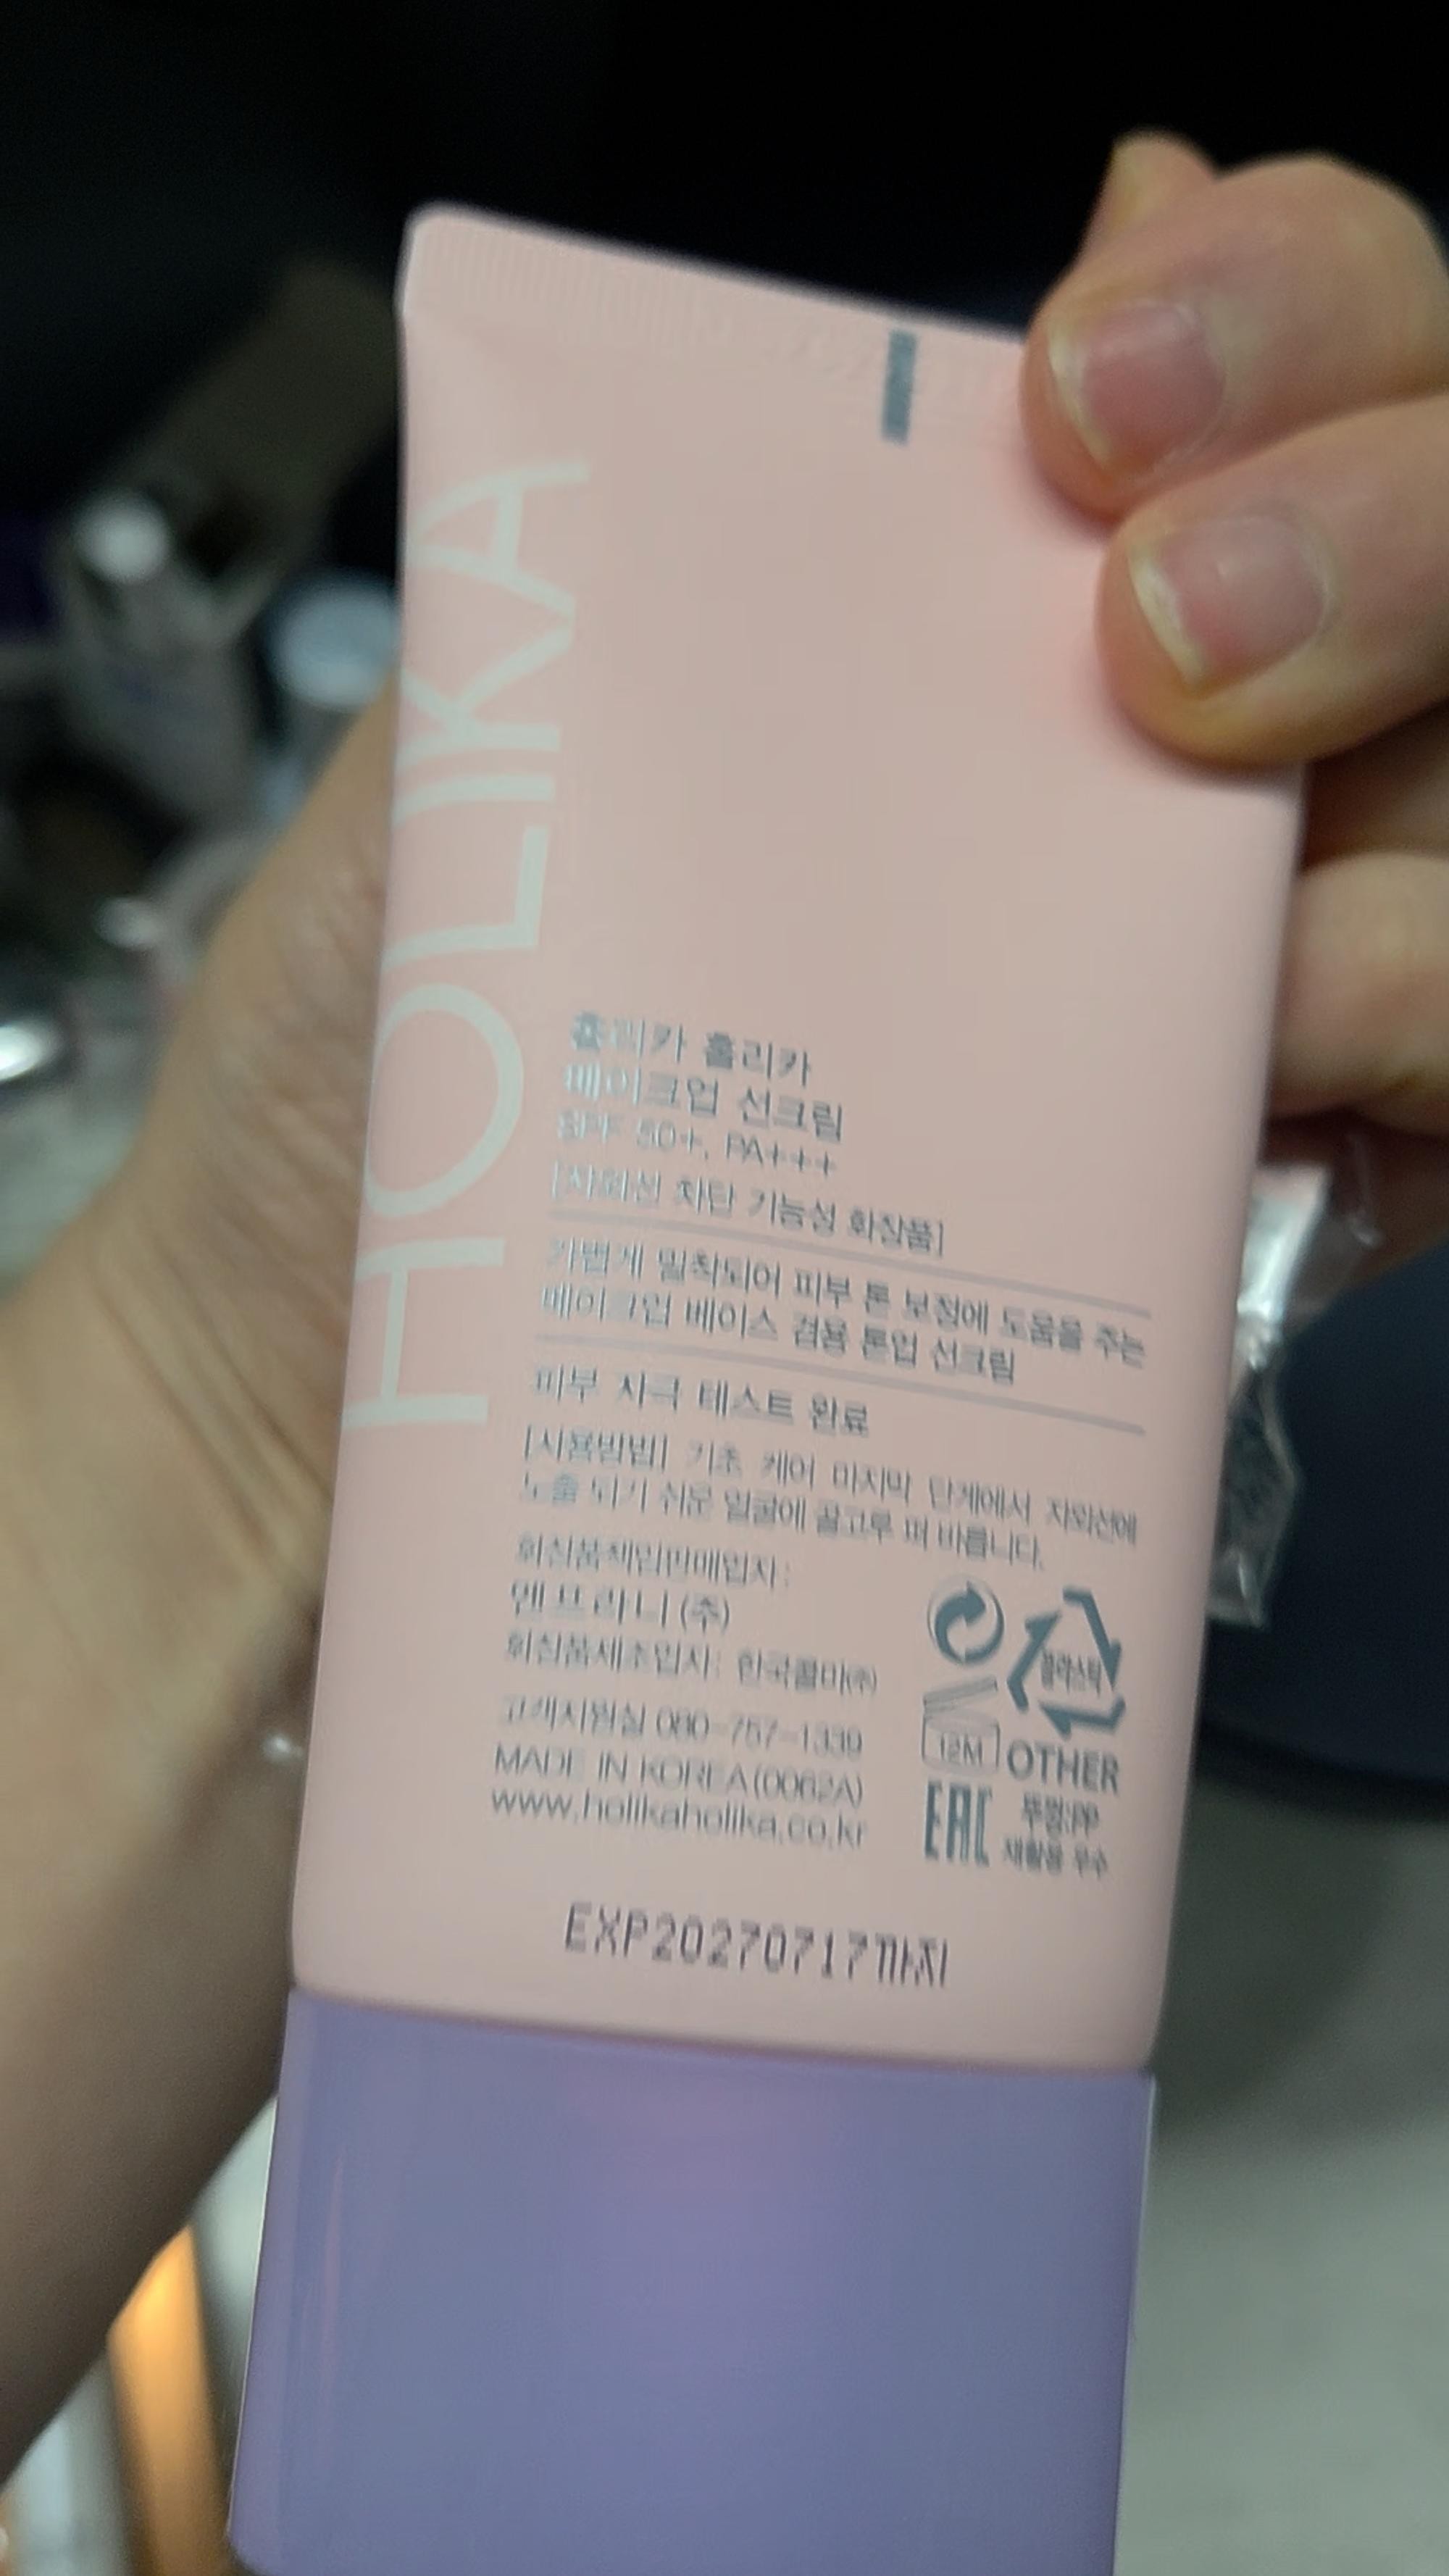 HOLIKA
홀리카 홀리카
메이크업 선크림
SPF 50+, PA+++
[자외선 차단 기능성 화장품]
가볍게 밀착되어 피부 톤 보정에 도움을 주는
메이크업 베이스 겸용 톤업 선크림
피부 자극 테스트 완료
[사용방법] 기초 케어 마지막 단계에서 자외선에
노출 되기 쉬운 얼굴에 골고루 펴 바릅니다.
화장품책임판매업자:
엔프라니(주)
화장품제조업자: 한국콜마(주)
고객지원실 080-757-1339
MADE IN KOREA(0062A)
www.holikaholika.co.kr
플라스틱
12M
OTHER
EAC
뚜껑:PP
재활용 우수
EXP20270717까지